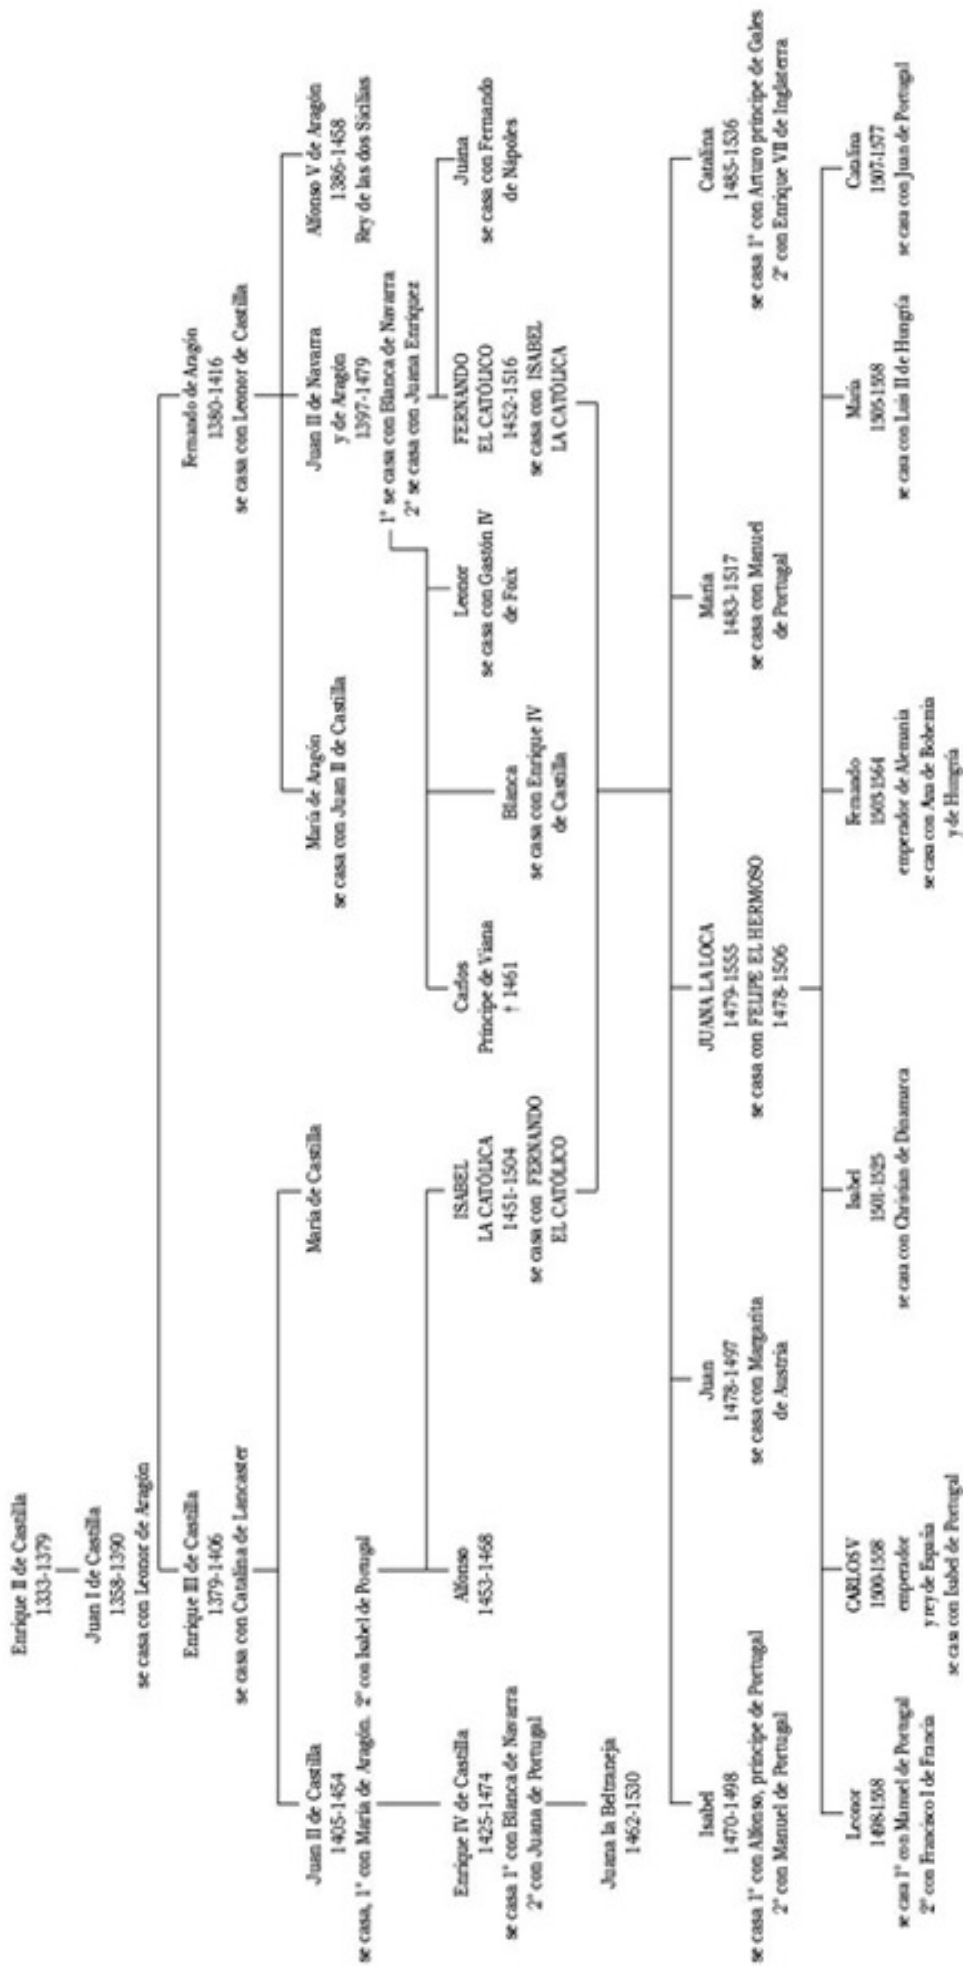 Enrique II de Castilla
1333-1379
Juan I de Castilla
1358-1390
se casa con Leonor de Aragón
Enrique III de Castilla
1379-1406
se casa con Catalina de Lancaster
Fernando de Aragón
1380-1416
se casa con Leonor de Castilla
Juan II de Castilla
1405-1454
se casa, 1º con María de Aragón. 2º con Isabel de Portugal
María de Castilla
María de Aragón
se casa con Juan II de Castilla
Juan II de Navarra
y de Aragón
1397-1479
1º se casa con Blanca de Navarra
2º se casa con Juana Enríquez
Alfonso V de Aragón
1386-1458
Rey de las dos Sicilias
Enrique IV de Castilla
1425-1474
se casa 1º con Blanca de Navarra
2º con Juana de Portugal
Alfonso
1453-1468
ISABEL
LA CATÓLICA
1451-1504
se casa con FERNANDO
EL CATÓLICO
Carlos
Príncipe de Viana
† 1461
Blanca
se casa con Enrique IV
de Castilla
Leonor
se casa con Gastón IV
de Foix
FERNANDO
EL CATÓLICO
1452-1516
se casa con ISABEL
LA CATÓLICA
Juana
se casa con Fernando
de Nápoles
Juana la Beltraneja
1462-1530
Isabel
1470-1498
se casa 1º con Alfonso, príncipe de Portugal
2º con Manuel de Portugal
Juan
1478-1497
se casa con Margarita
de Austria
JUANA LA LOCA
1479-1555
se casa con FELIPE EL HERMOSO
1478-1506
María
1483-1517
se casa con Manuel
de Portugal
Catalina
1485-1536
se casa 1º con Arturo príncipe de Gales
2º con Enrique VII de Inglaterra
Leonor
1498-1558
se casa 1º con Manuel de Portugal
2º con Francisco I de Francia
CARLOS V
1500-1558
emperador
y rey de España
se casa con Isabel de Portugal
Isabel
1501-1525
se casa con Christian de Dinamarca
Fernando
1503-1564
emperador de Alemania
se casa con Ana de Bohemia
y de Hungría
María
1505-1558
se casa con Luis II de Hungría
Catalina
1507-1577
se casa con Juan de Portugal